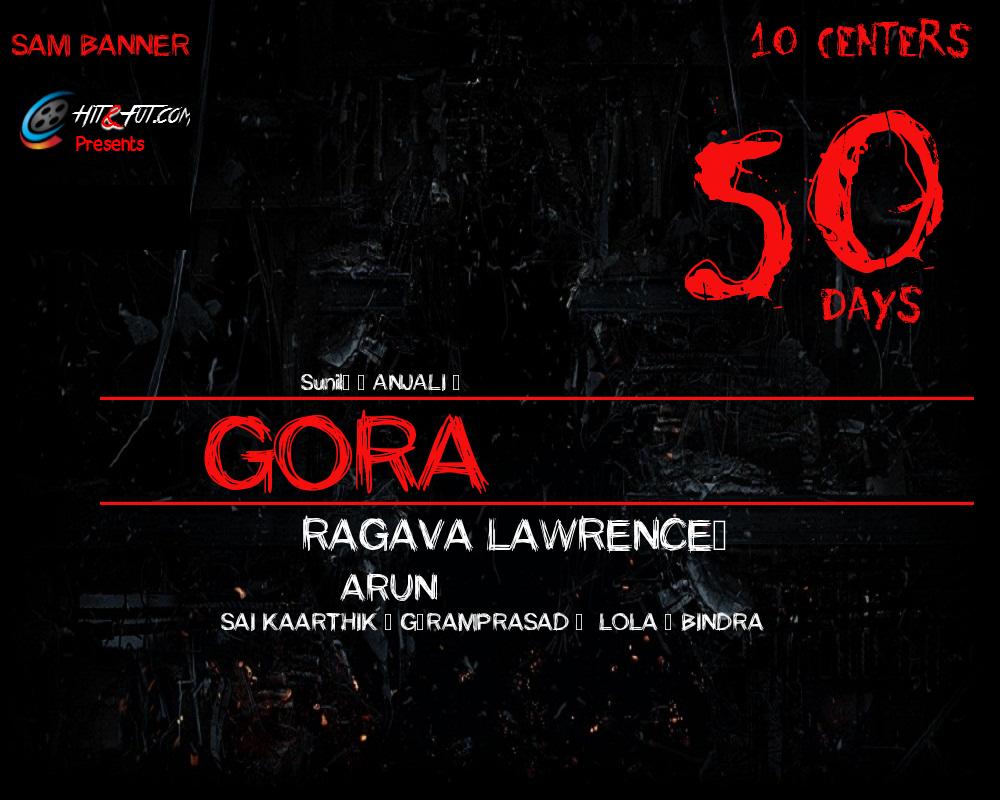 SAMI BANNER
10 CENTERS
HIT&FUT.COM
Presents
50
DAYS
Sunil▯ ▯ ANJALI ▯
GORA
RAGAVA LAWRENCE▯
ARUN
SAI KAARTHIK ▯ G▯RAMPRASAD ▯ LOLA ▯ BINDRA